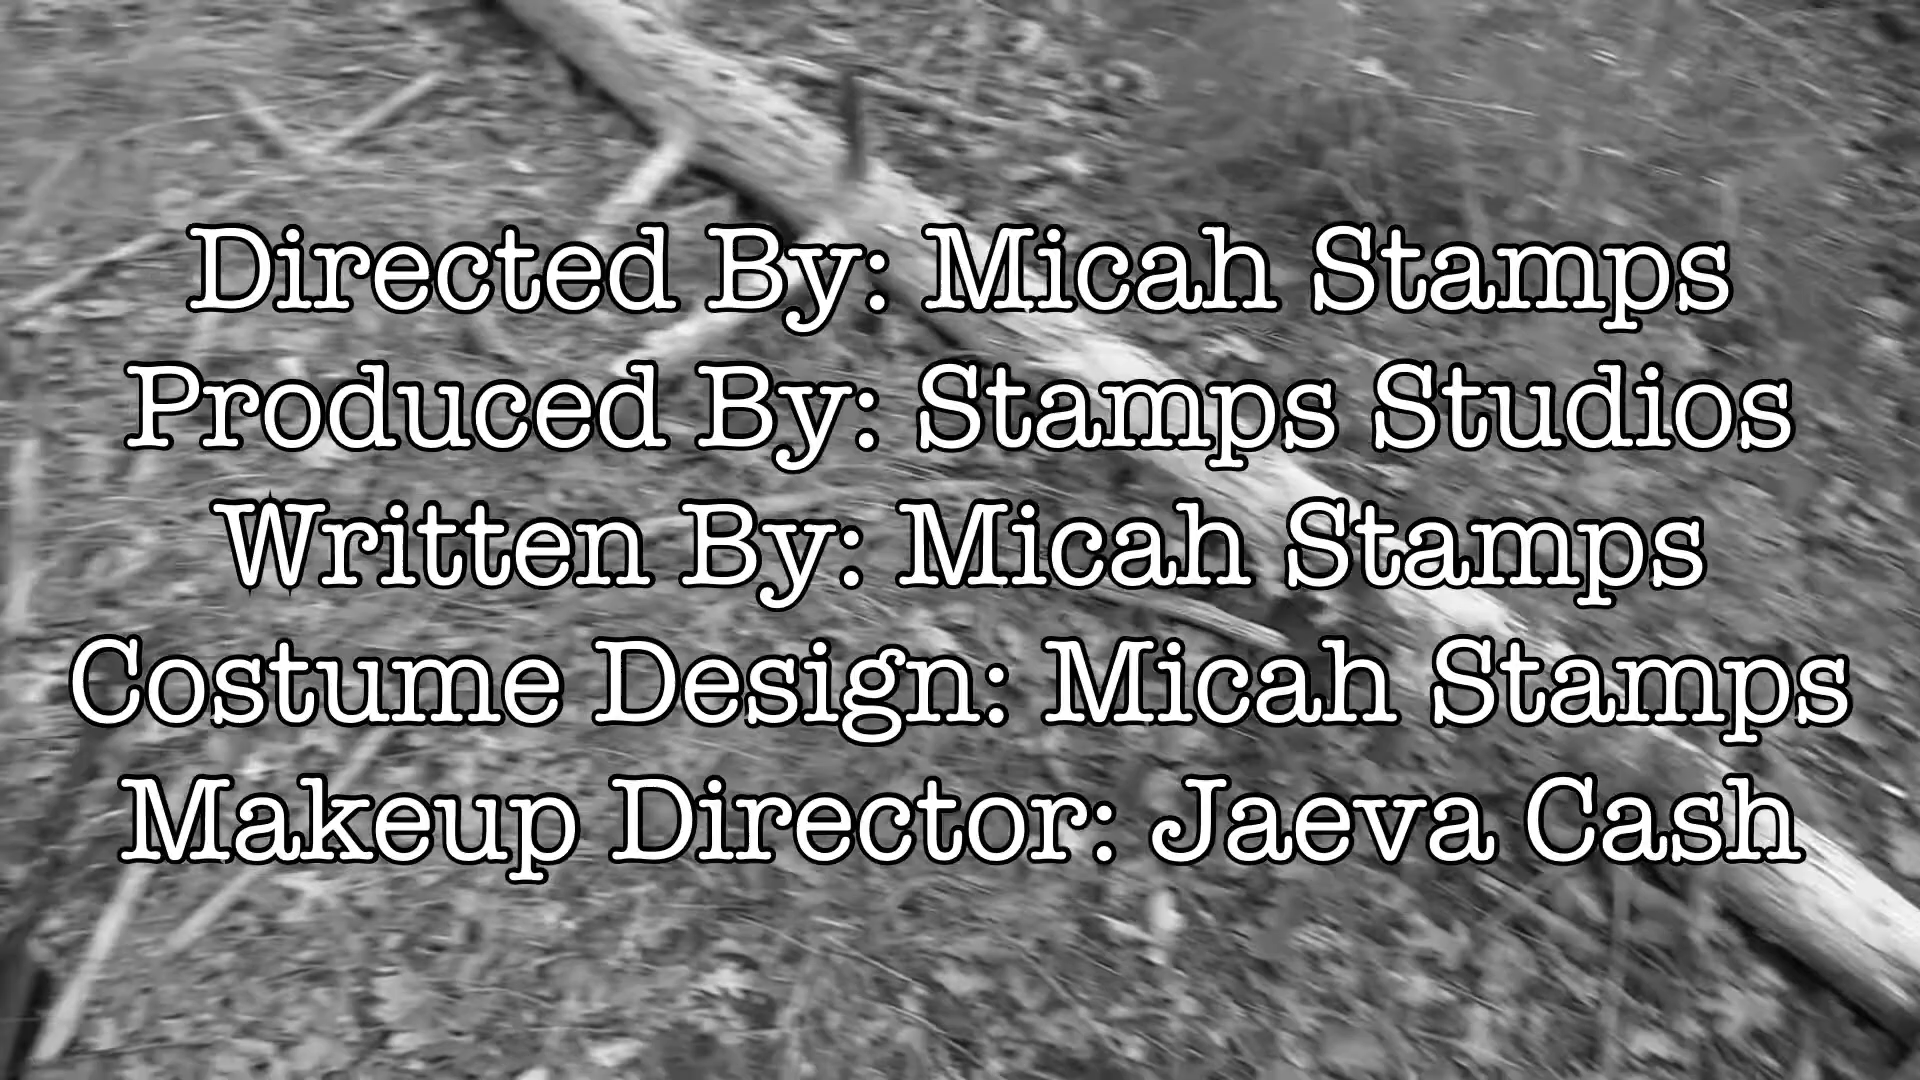 Directed By: Micah Stamps
Produced By: Stamps Studios
Written By: Micah Stamps
Costume Design: Micah Stamps
Makeup Director: Jaeva Cash